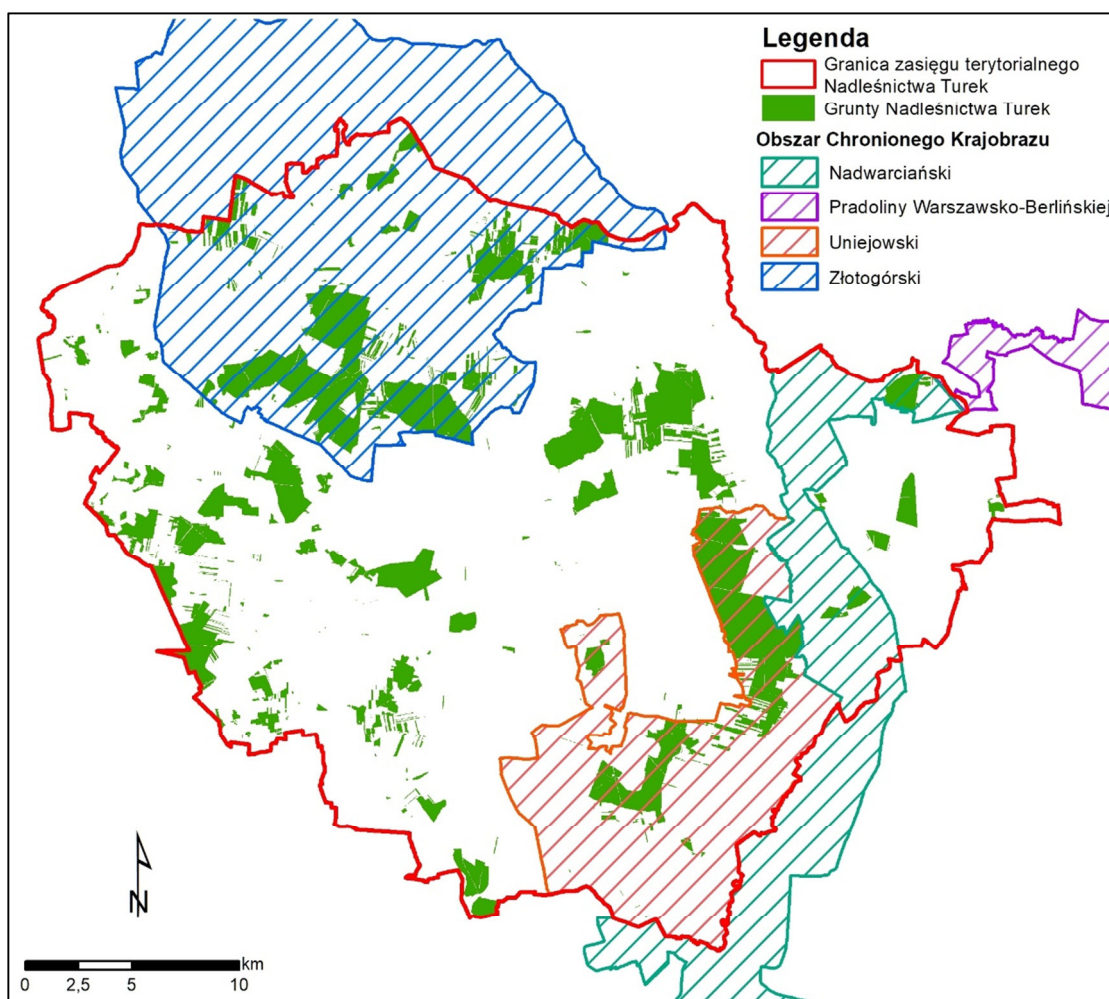 Legenda
Granica zasięgu terytorialnego
Nadleśnictwa Turek
Grunty Nadleśnictwa Turek
Obszar Chronionego Krajobrazu
Nadwarciański
Pradoliny Warszawsko-Berlińskiej
Uniejowski
Złotogórski
N
km
0 2,5 5 10